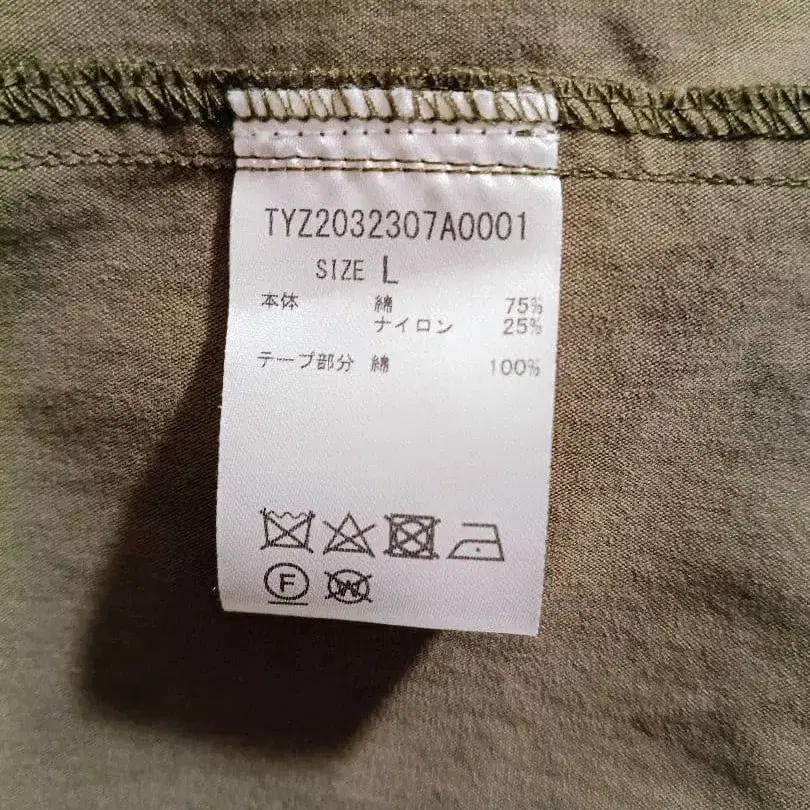 TYZ2032307A0001
SIZE L
本体 綿 75%
ナイロン 25%
テープ部分 綿 100%
F W